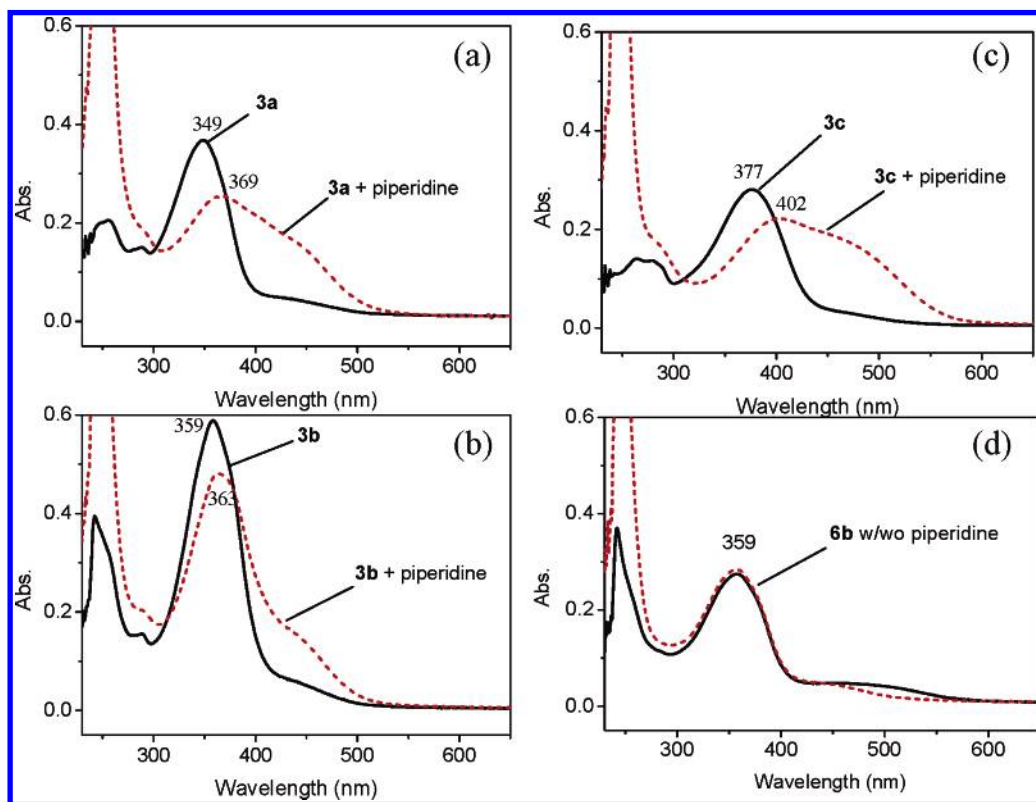 (a)
0.6
0.4
0.2
0.0
Abs.
349
3a
369
3a + piperidine
300
400
500
600
Wavelength (nm)
(c)
0.6
0.4
0.2
0.0
Abs.
3c
377
402
3c + piperidine
300
400
500
600
Wavelength (nm)
(b)
0.6
0.4
0.2
0.0
Abs.
359
3b
363
3b + piperidine
300
400
500
600
Wavelength (nm)
(d)
0.6
0.4
0.2
0.0
Abs.
359
6b w/wo piperidine
300
400
500
600
Wavelength (nm)